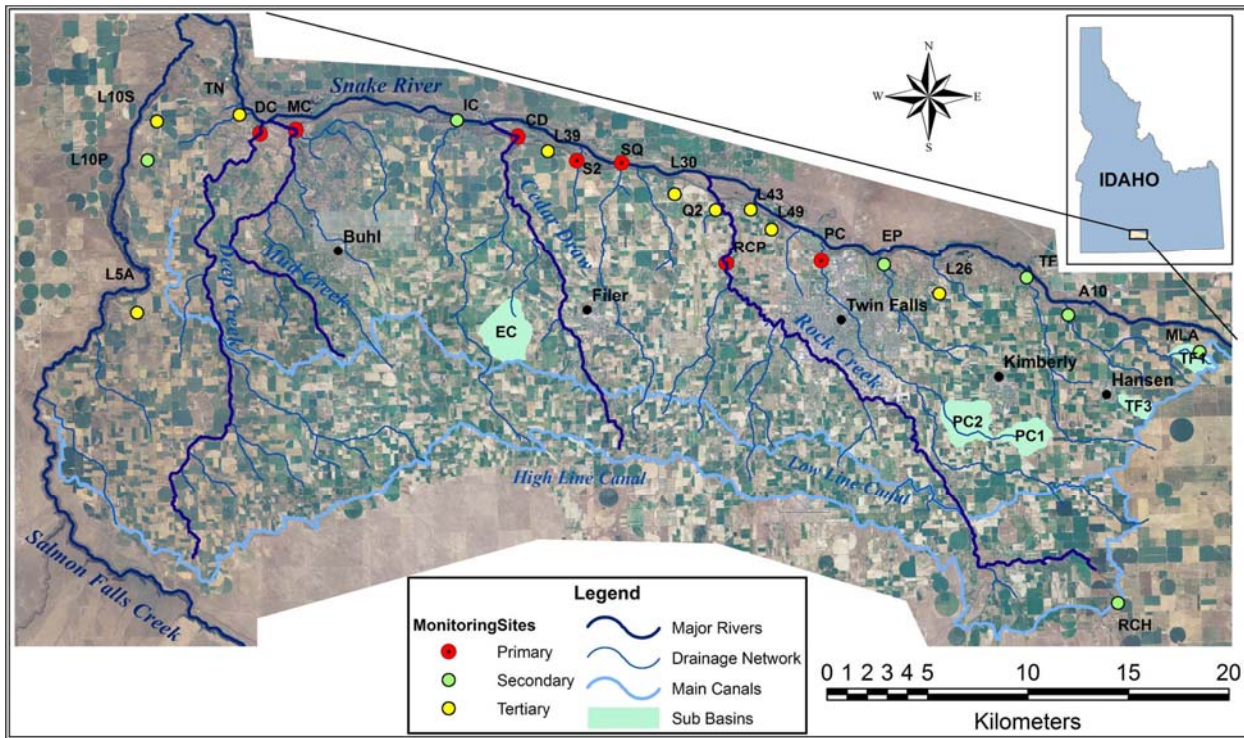 N
W E
S
IDAHO
Snake River
TN
DC
MC
L10S
L10P
IC
CD
L39
S2
SQ
L30
Q2
L43
L49
RCP
PC
EP
L26
TF
A10
MLA
TF1
TF3
L5A
Buhl
Deep Creek
Mud Creek
Cedar Draw
Filer
EC
Rock Creek
Twin Falls
Kimberly
Hansen
PC2
PC1
High Line Canal
Low Line Canal
Salmon Falls Creek
RCH
Legend
MonitoringSites
Primary
Secondary
Tertiary
Major Rivers
Drainage Network
Main Canals
Sub Basins
0 1 2 3 4 5 10 15 20
Kilometers